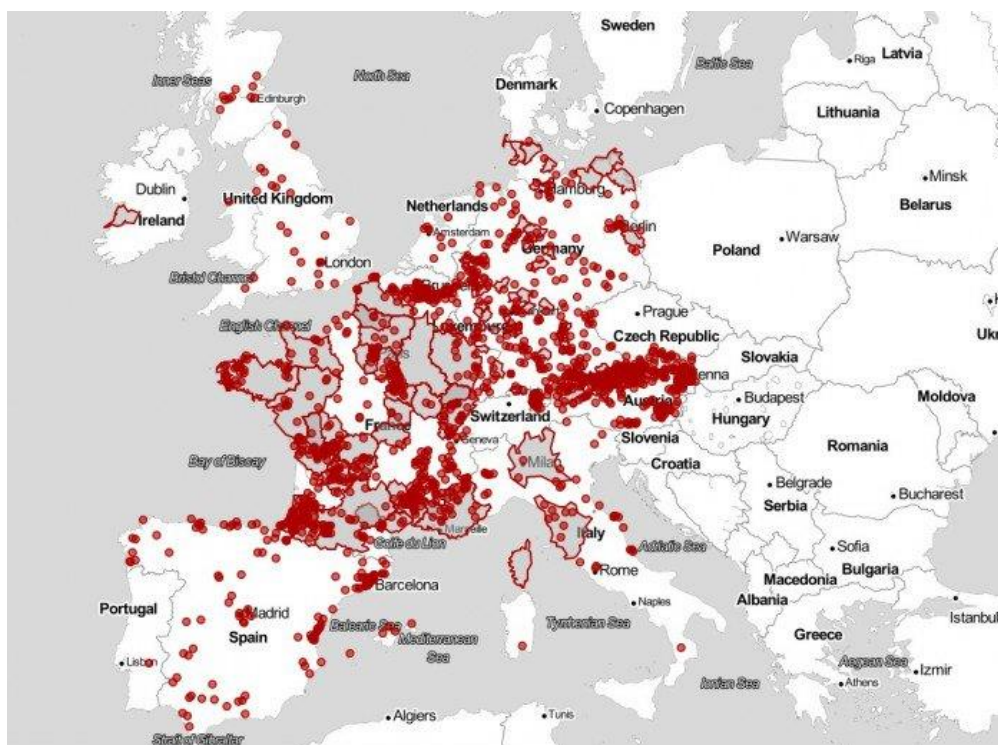 Sweden
Latvia
Riga
Baltic Sea
North Sea
Inner Seas
Edinburgh
Denmark
Copenhagen
Lithuania
Minsk
Belarus
Dublin
Ireland
United Kingdom
Netherlands
Amsterdam
Hamburg
Berlin
Germany
Poland
Warsaw
London
Bristol Channel
English Channel
Prague
Czech Republic
Slovakia
Ukr
Budapest
Hungary
Moldova
Switzerland
Geneva
Slovenia
Croatia
Romania
Bay of Biscay
Belgrade
Serbia
Bucharest
Golfe du Lion
Marseille
Italy
Adriatic Sea
Sofia
Bulgaria
Macedonia
Albania
Istanbul
Barcelona
Rome
Naples
Portugal
Madrid
Spain
Balearic Sea
Mediterranean
Sea
Tyrrhenian Sea
Greece
Aegean Sea
Izmir
Athens
Lisbon
Ionian Sea
Algiers
Tunis
Strait of Gibraltar